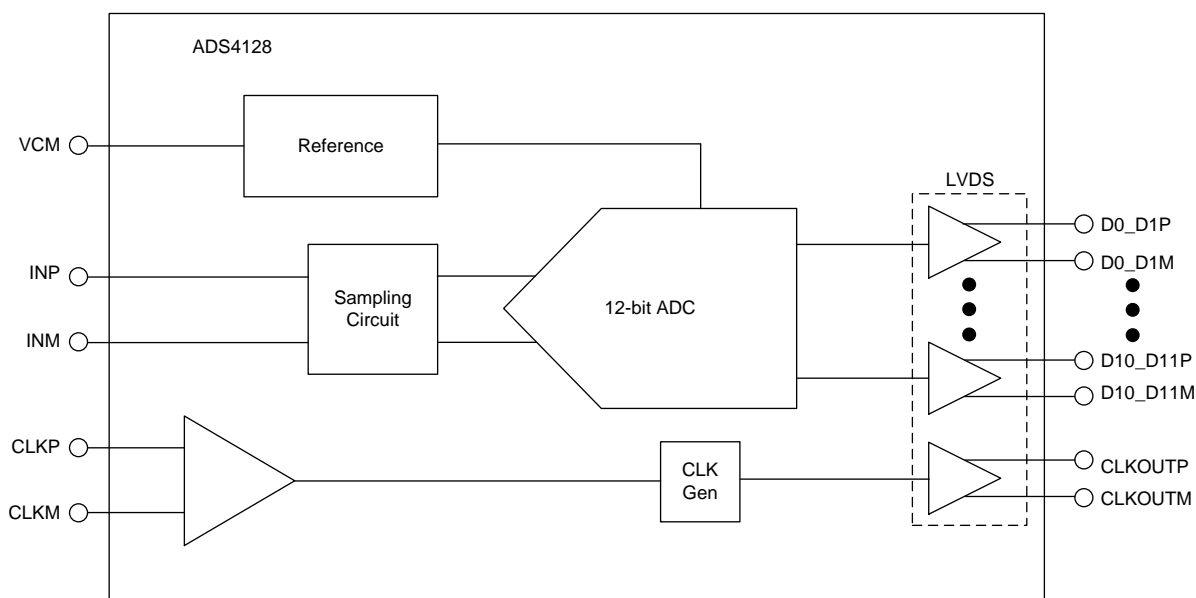 ADS4128
VCM
Reference
LVDS
D0_D1P
INP
D0_D1M
Sampling
Circuit
12-bit ADC
INM
D10_D11P
D10_D11M
CLKP
CLK
Gen
CLKOUTP
CLKM
CLKOUTM